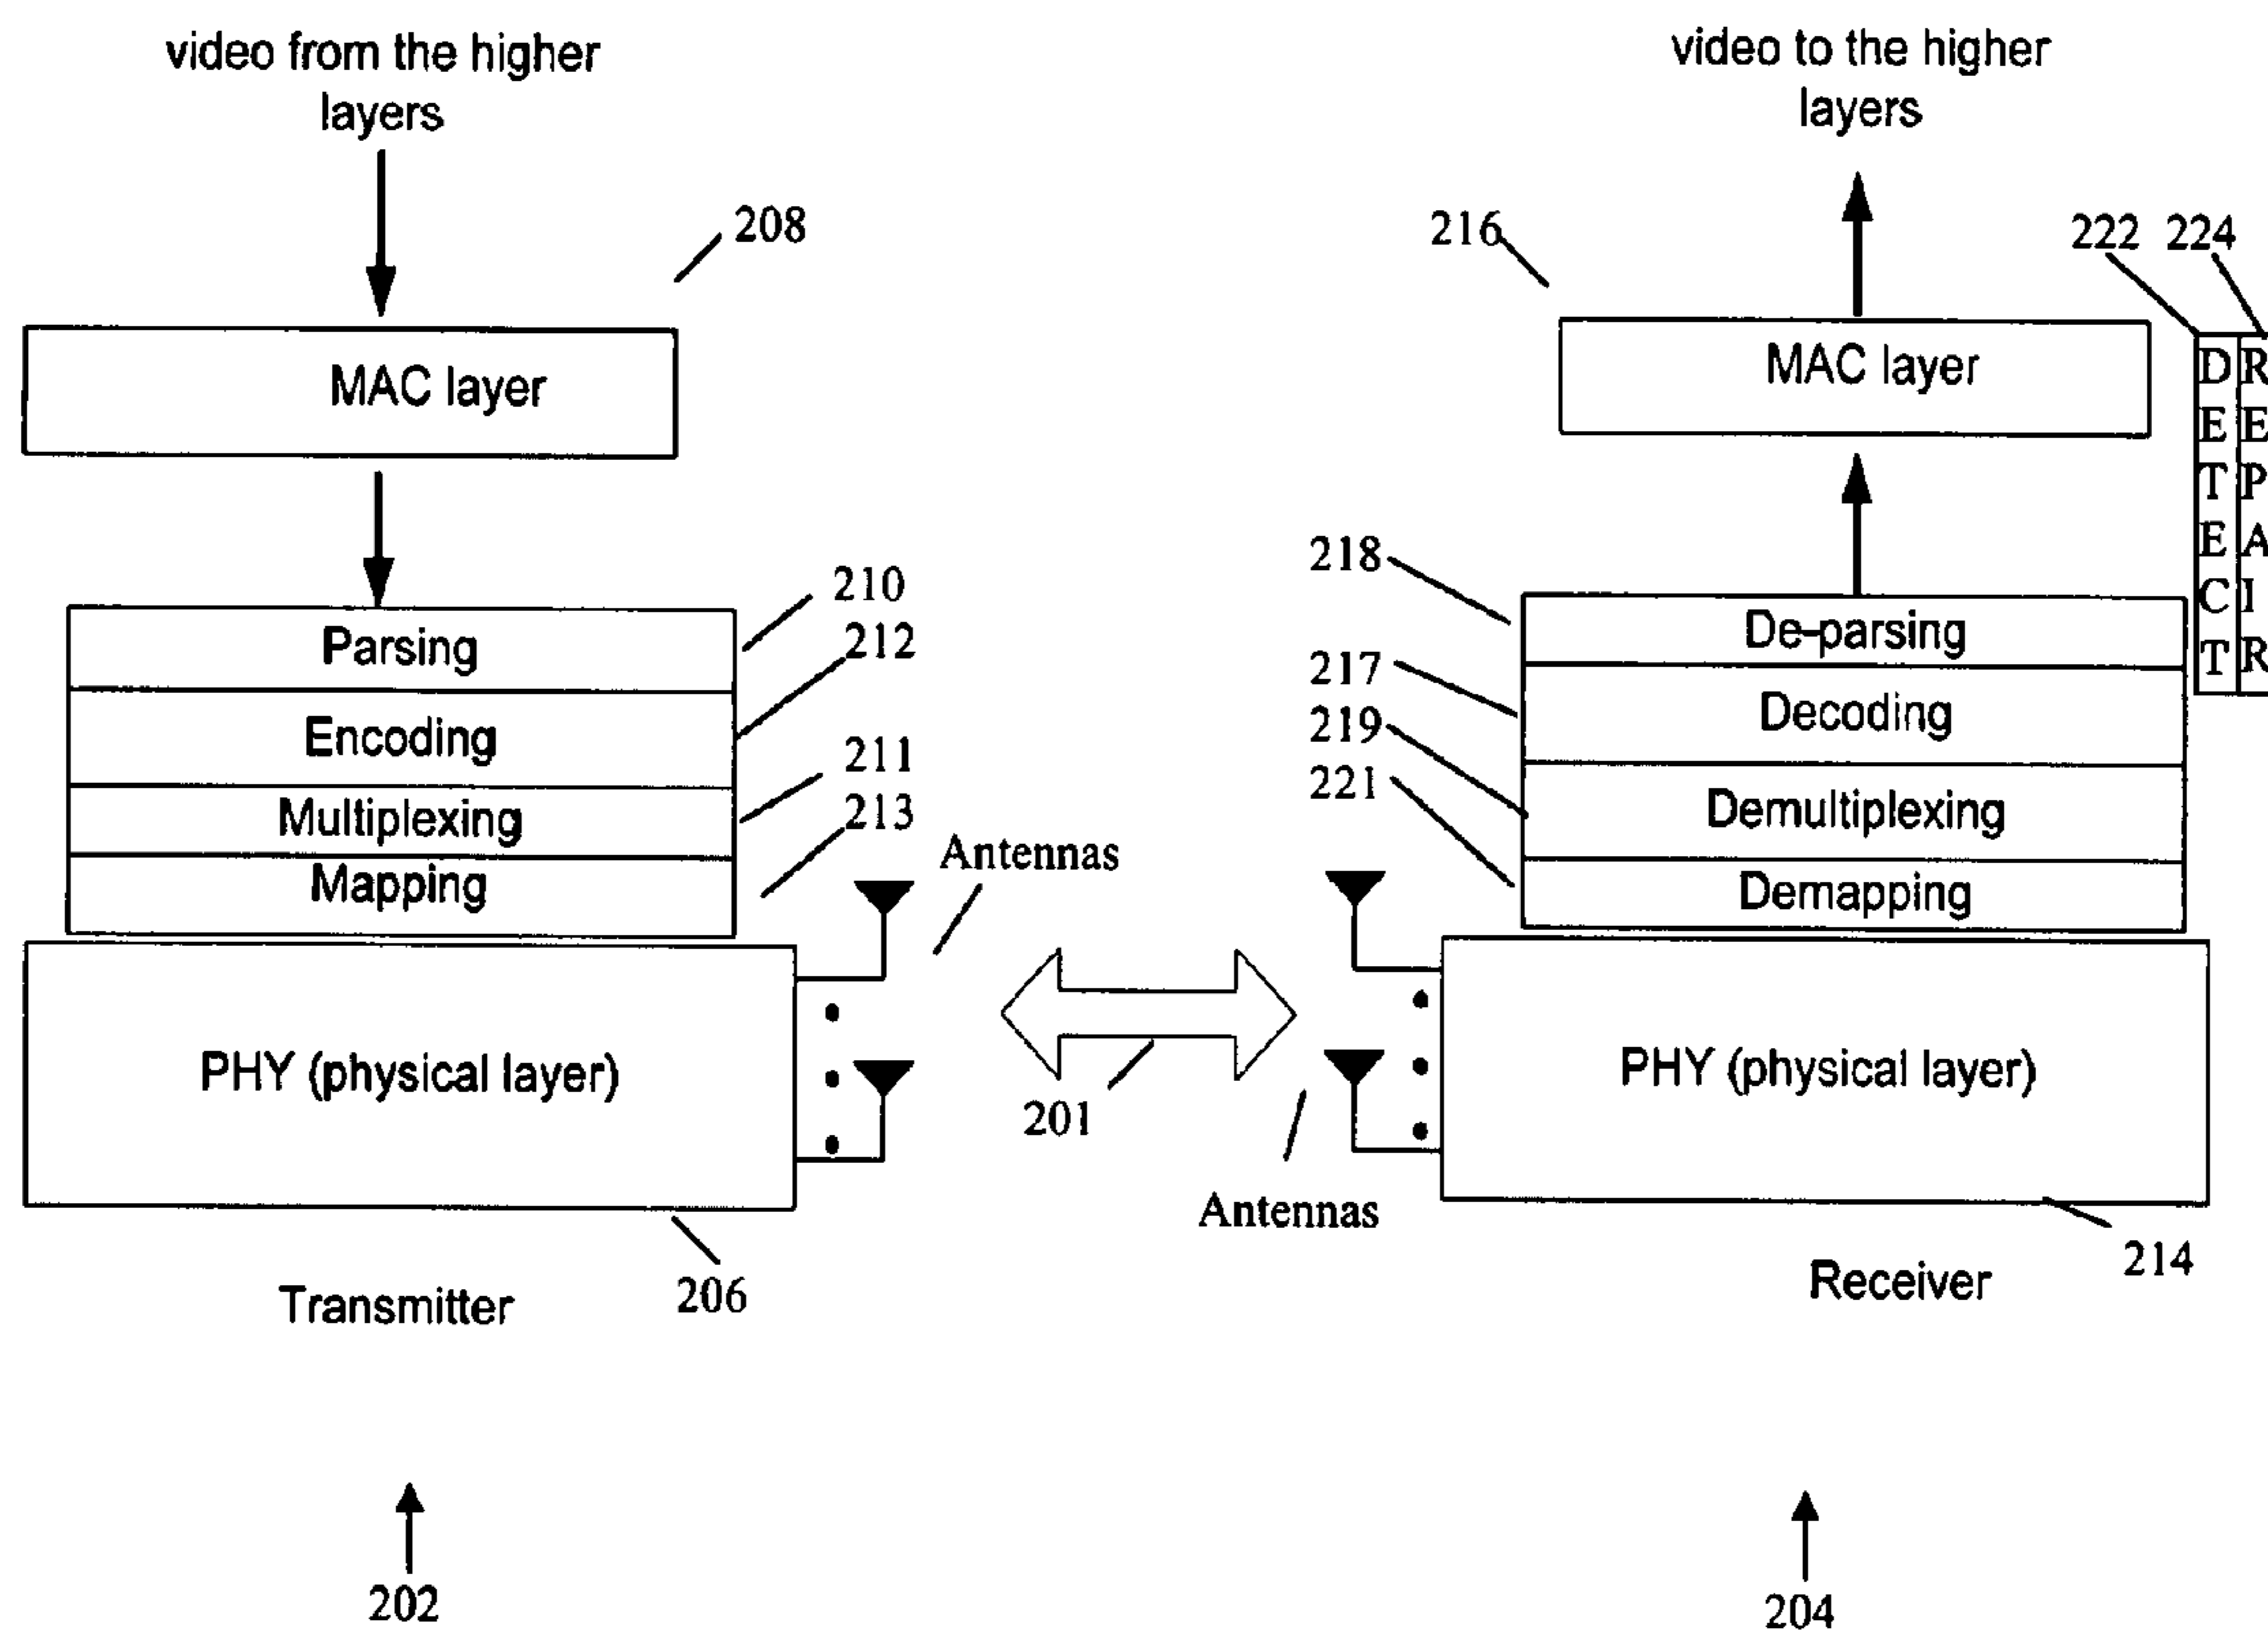 video from the higher
layers
208
MAC layer
210
Parsing
212
Encoding
211
Multiplexing
213
Mapping
Antennas
PHY (physical layer)
206
Transmitter
202
201
video to the higher
layers
216
222 224
MAC layer
DETECT
REPAIR
218
De-parsing
217
Decoding
219
Demultiplexing
221
Demapping
PHY (physical layer)
Antennas
214
Receiver
204